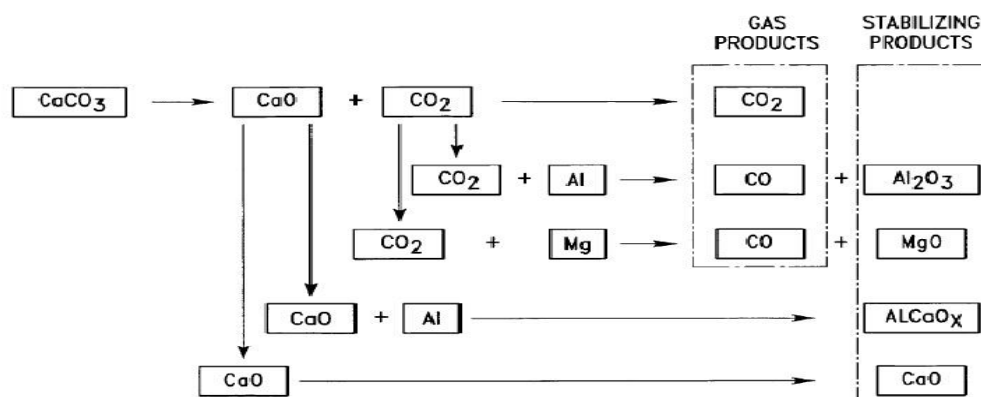 GAS PRODUCTS
STABILIZING PRODUCTS
CaCO3 CaO + CO2 CO2
CO2 + Al CO + Al2O3
CO2 + Mg CO + MgO
CaO + Al ALCaOX
CaO CaO